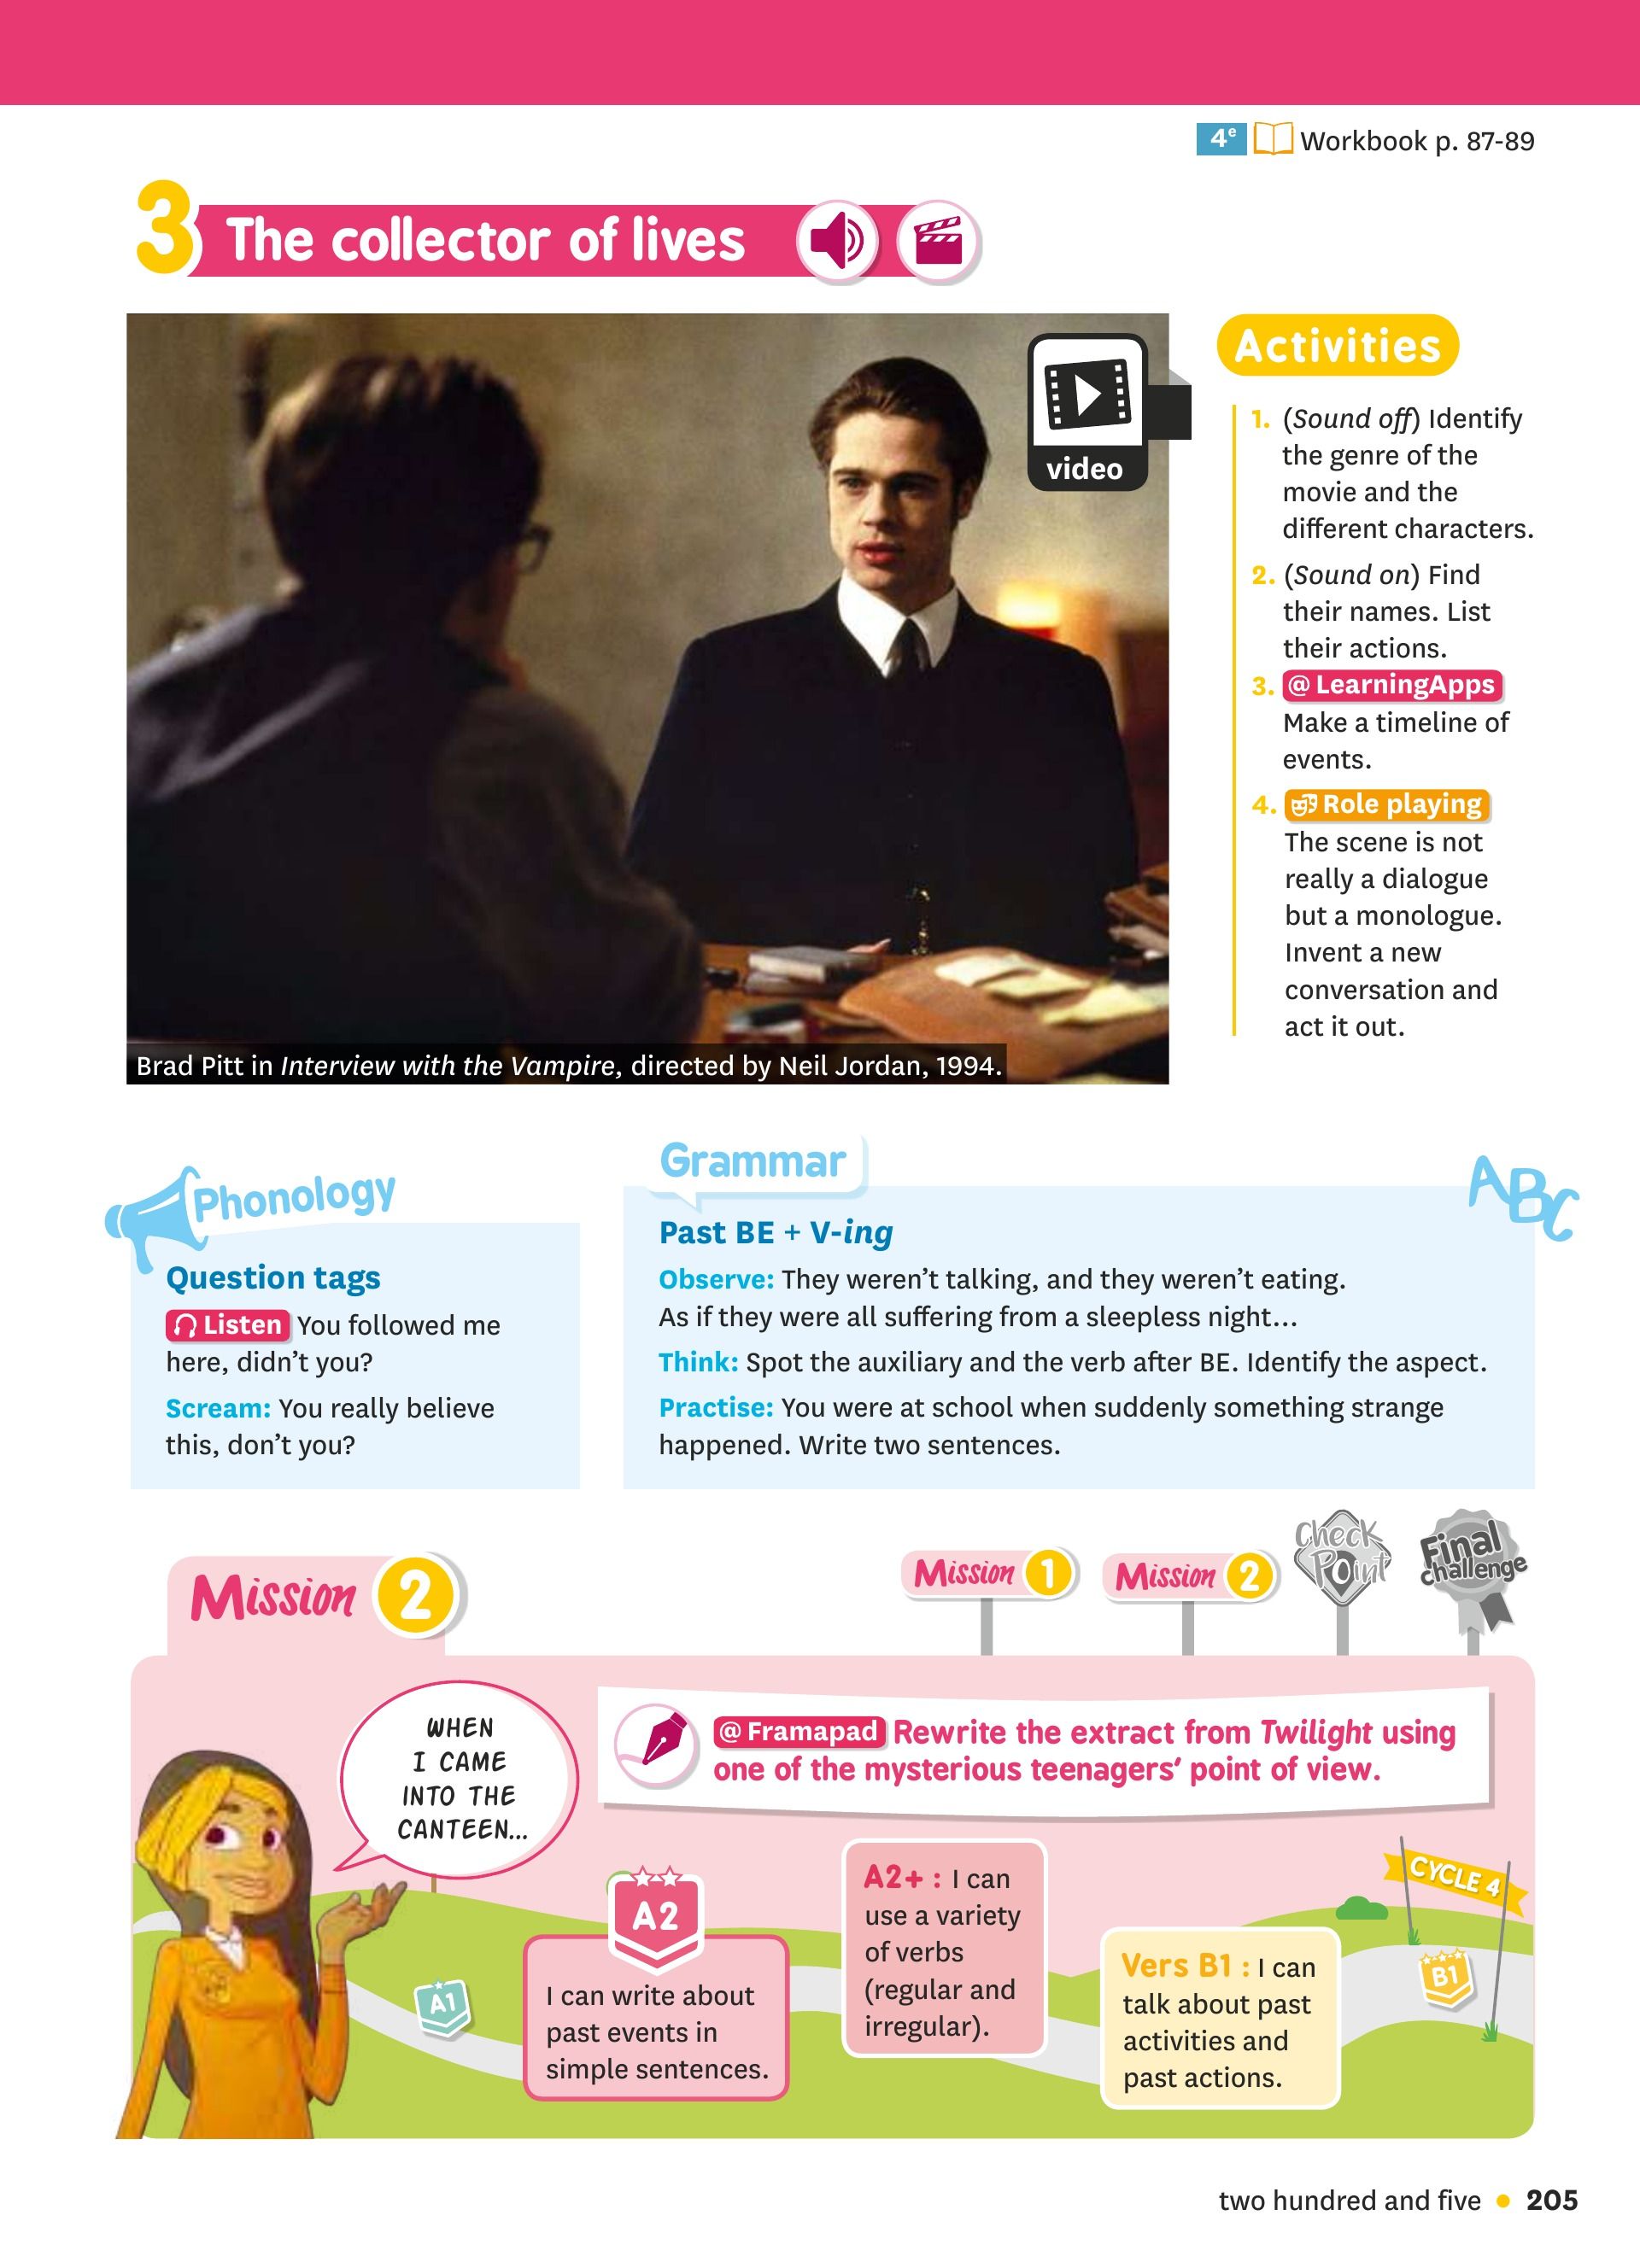 4e Workbook p. 87-89
3 The collector of lives
video
Brad Pitt in Interview with the Vampire, directed by Neil Jordan, 1994.
Activities
1. (Sound off) Identify
the genre of the
movie and the
different characters.
2. (Sound on) Find
their names. List
their actions.
3. @ LearningApps
Make a timeline of
events.
4. Role playing
The scene is not
really a dialogue
but a monologue.
Invent a new
conversation and
act it out.
Phonology
Question tags
Listen You followed me
here, didn't you?
Scream: You really believe
this, don't you?
Grammar
ABC
Past BE + V-ing
Observe: They weren't talking, and they weren't eating.
As if they were all suffering from a sleepless night...
Think: Spot the auxiliary and the verb after BE. Identify the aspect.
Practise: You were at school when suddenly something strange
happened. Write two sentences.
Mission 2
Mission 1
Mission 2
Check
Point
Final
challenge
WHEN
I CAME
INTO THE
CANTEEN...
@ Framapad Rewrite the extract from Twilight using
one of the mysterious teenagers' point of view.
A1
A2
I can write about
past events in
simple sentences.
A2+ : I can
use a variety
of verbs
(regular and
irregular).
Vers B1 : I can
talk about past
activities and
past actions.
CYCLE 4
B1
two hundred and five • 205